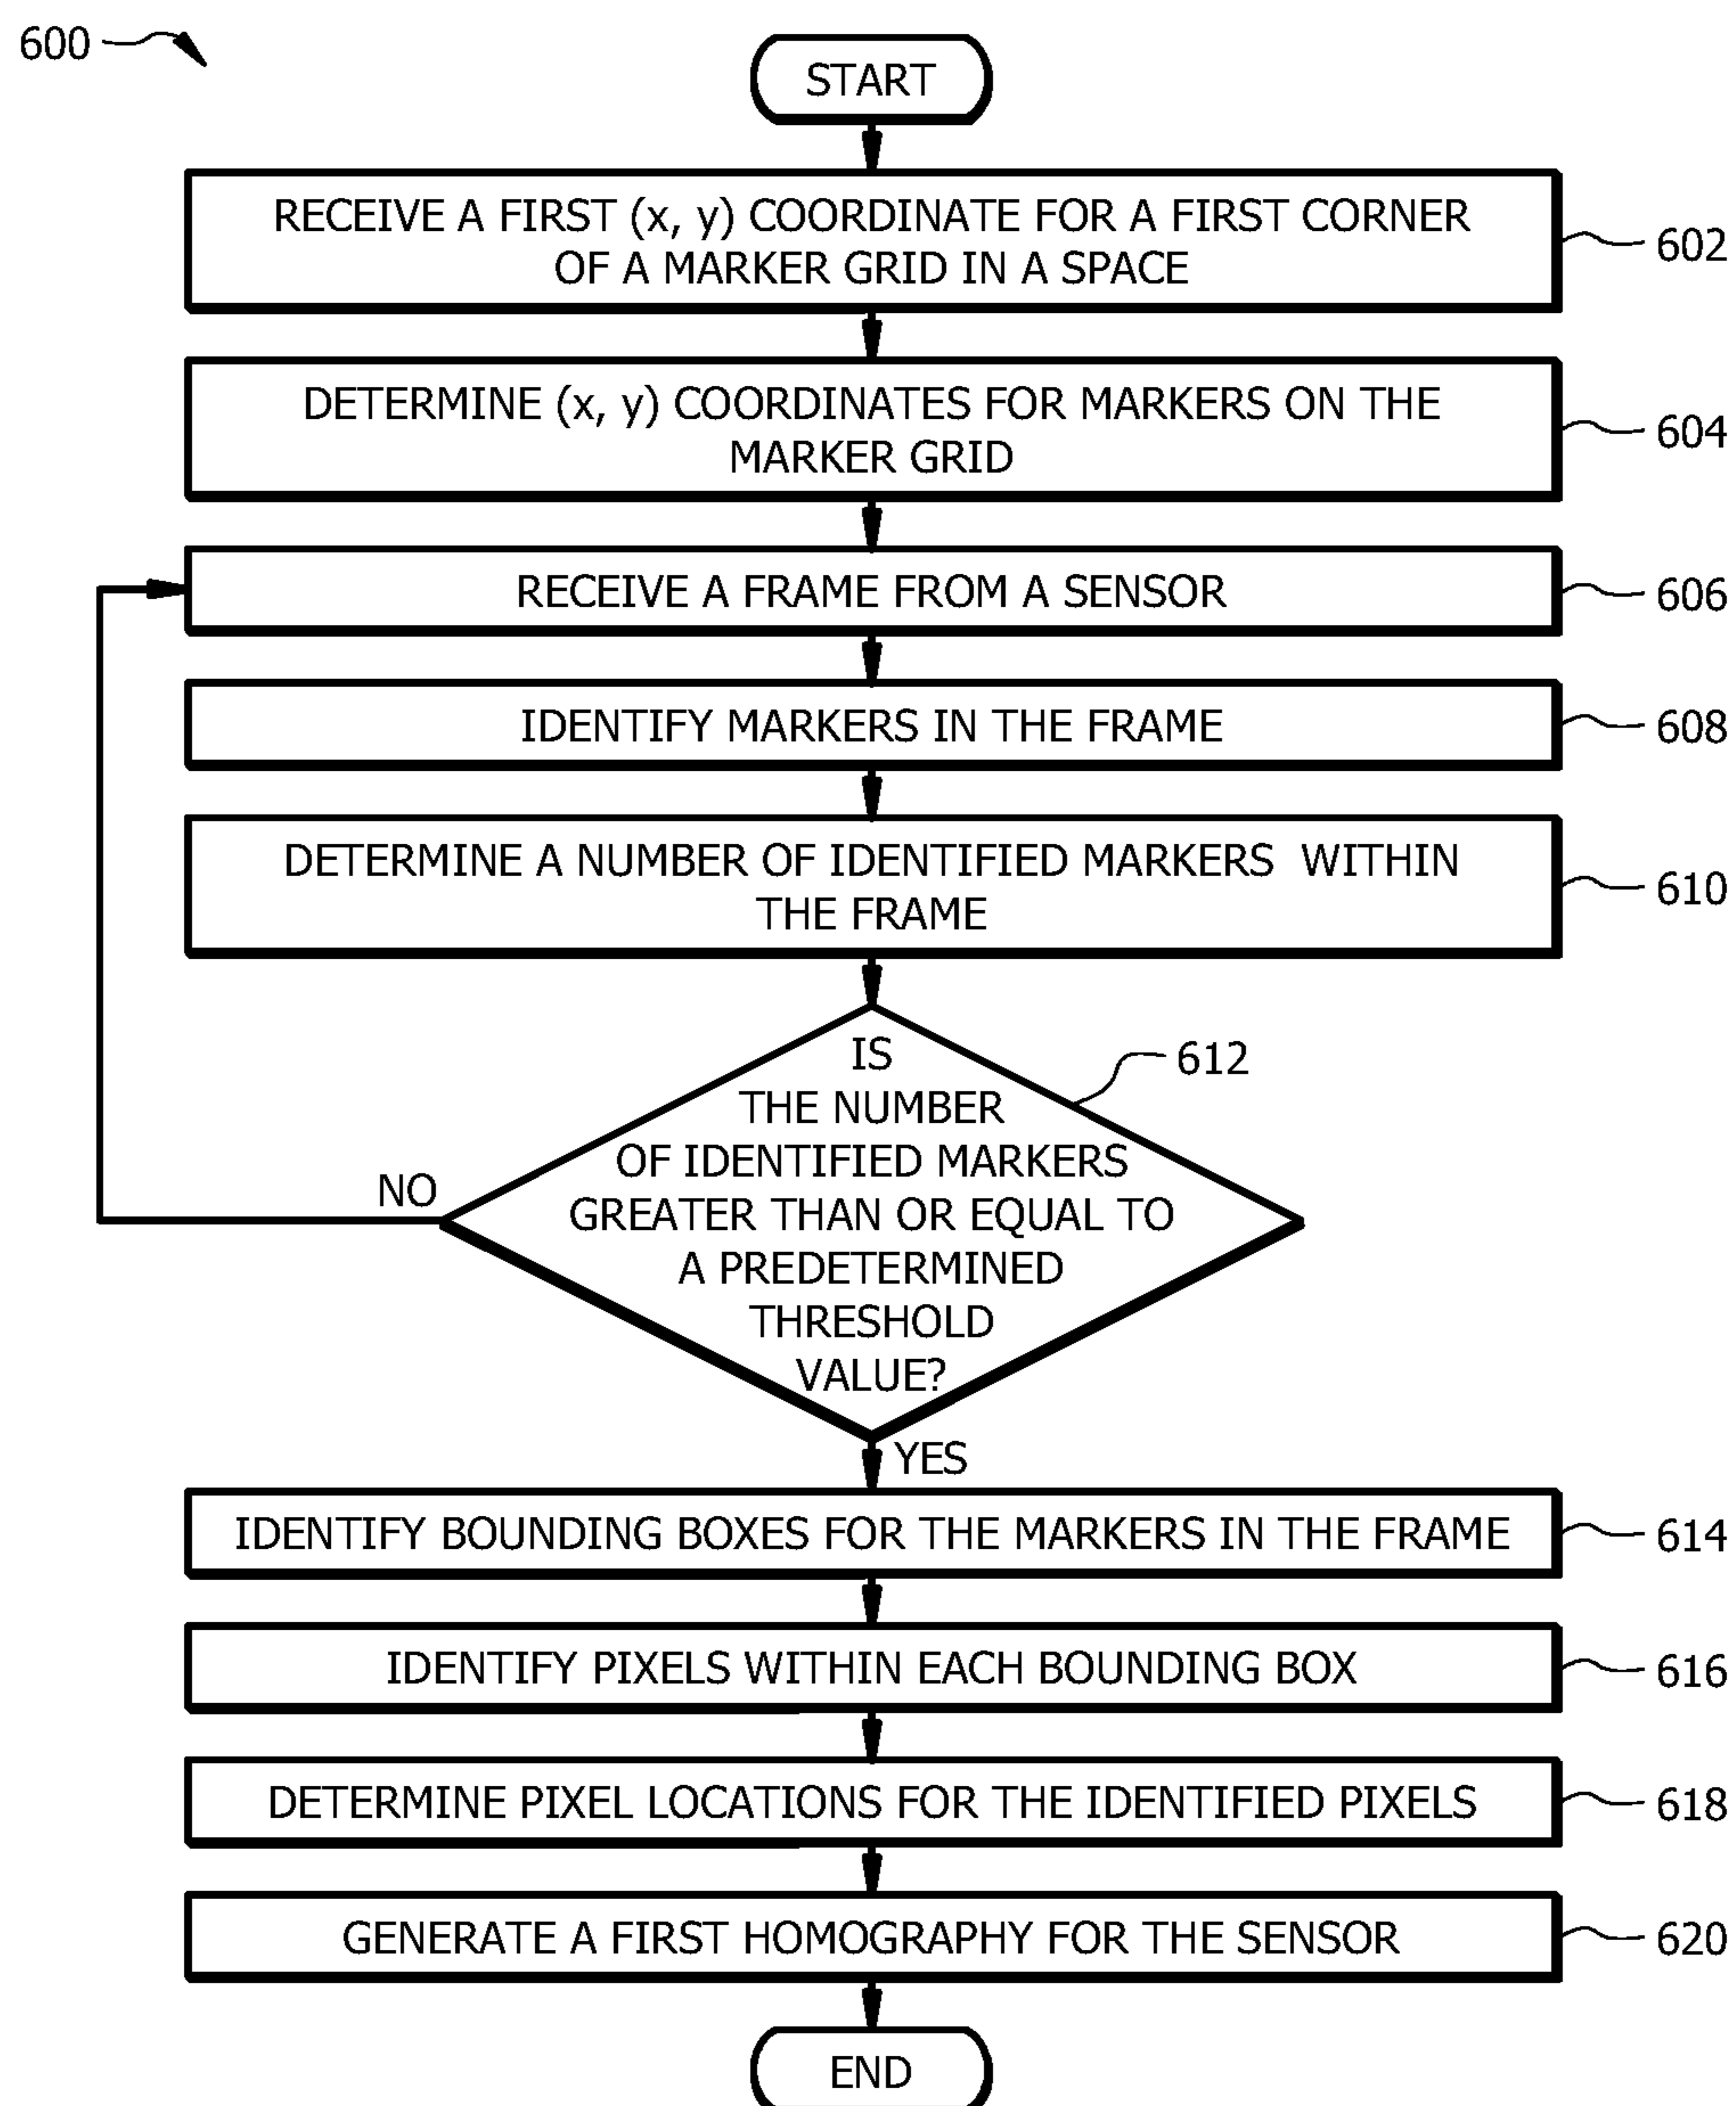 600
START
RECEIVE A FIRST (x, y) COORDINATE FOR A FIRST CORNER
OF A MARKER GRID IN A SPACE
602
DETERMINE (x, y) COORDINATES FOR MARKERS ON THE
MARKER GRID
604
RECEIVE A FRAME FROM A SENSOR
606
IDENTIFY MARKERS IN THE FRAME
608
DETERMINE A NUMBER OF IDENTIFIED MARKERS WITHIN
THE FRAME
610
IS
THE NUMBER
OF IDENTIFIED MARKERS
GREATER THAN OR EQUAL TO
A PREDETERMINED
THRESHOLD
VALUE?
612
NO
YES
IDENTIFY BOUNDING BOXES FOR THE MARKERS IN THE FRAME
614
IDENTIFY PIXELS WITHIN EACH BOUNDING BOX
616
DETERMINE PIXEL LOCATIONS FOR THE IDENTIFIED PIXELS
618
GENERATE A FIRST HOMOGRAPHY FOR THE SENSOR
620
END